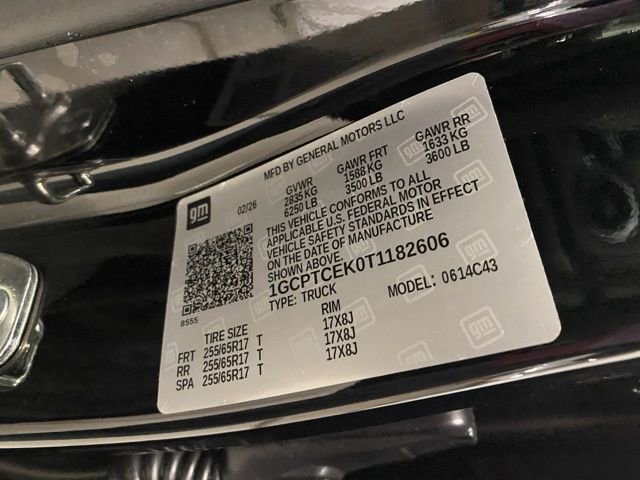 MFD BY GENERAL MOTORS LLC
gm
02/26
GVWR GAWR FRT GAWR RR
2835 KG 1588 KG 1633 KG
6250 LB 3500 LB 3600 LB
THIS VEHICLE CONFORMS TO ALL
APPLICABLE U.S. FEDERAL MOTOR
VEHICLE SAFETY STANDARDS IN EFFECT
ON THE DATE OF MANUFACTURE
SHOWN ABOVE.
1GCPTCEK0T1182606
TYPE: TRUCK MODEL: 0614C43
8555
TIRE SIZE RIM
FRT 255/65R17 T 17X8J
RR 255/65R17 T 17X8J
SPA 255/65R17 T 17X8J